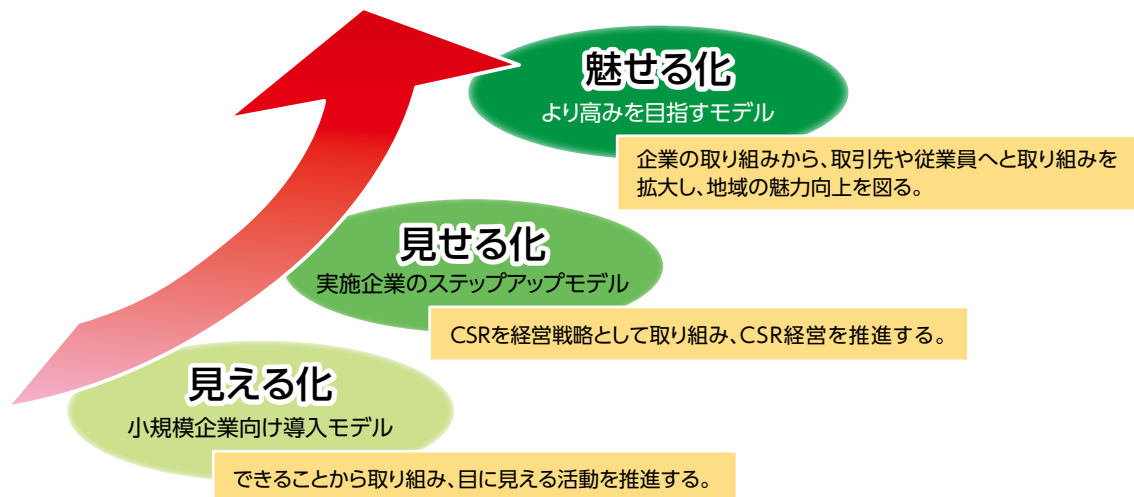 魅せる化
より高みを目指すモデル
企業の取り組みから、取引先や従業員へと取り組みを
拡大し、地域の魅力向上を図る。
見せる化
実施企業のステップアップモデル
CSRを経営戦略として取り組み、CSR経営を推進する。
見える化
小規模企業向け導入モデル
できることから取り組み、目に見える活動を推進する。